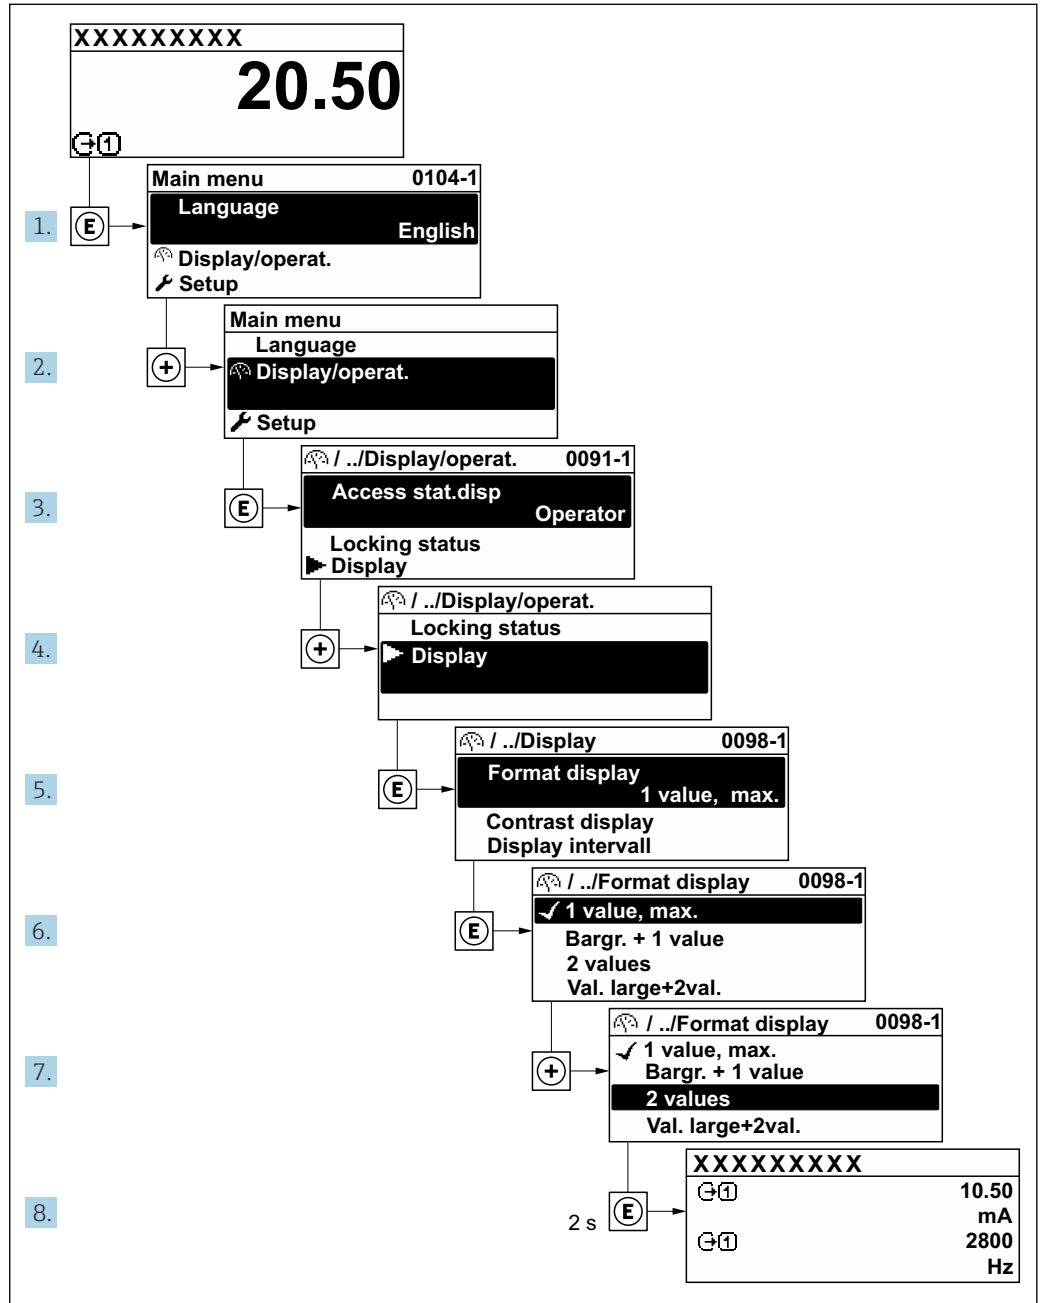 XXXXXXXXX
20.50
1
Main menu 0104-1
Language
English
Display/operat.
Setup
1. E
Main menu
Language
2. +
Display/operat.
Setup
/ ../Display/operat. 0091-1
Access stat.disp
3. E
Operator
Locking status
Display
/ ../Display/operat.
Locking status
4. +
Display
/ ../Display 0098-1
Format display
5. E
1 value, max.
Contrast display
Display intervall
/ ../Format display 0098-1
1 value, max.
6. E
Bargr. + 1 value
2 values
Val. large+2val.
/ ../Format display 0098-1
1 value, max.
7. +
Bargr. + 1 value
2 values
Val. large+2val.
XXXXXXXXX
1 10.50
8. 2 s E
mA
1 2800
Hz